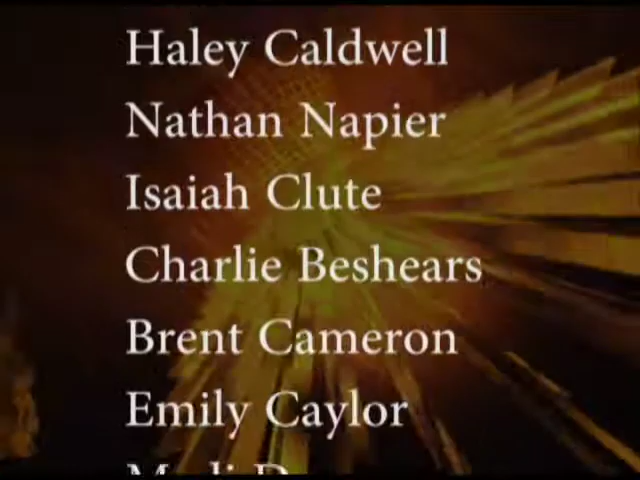 Haley Caldwell
Nathan Napier
Isaiah Clute
Charlie Beshears
Brent Cameron
Emily Caylor